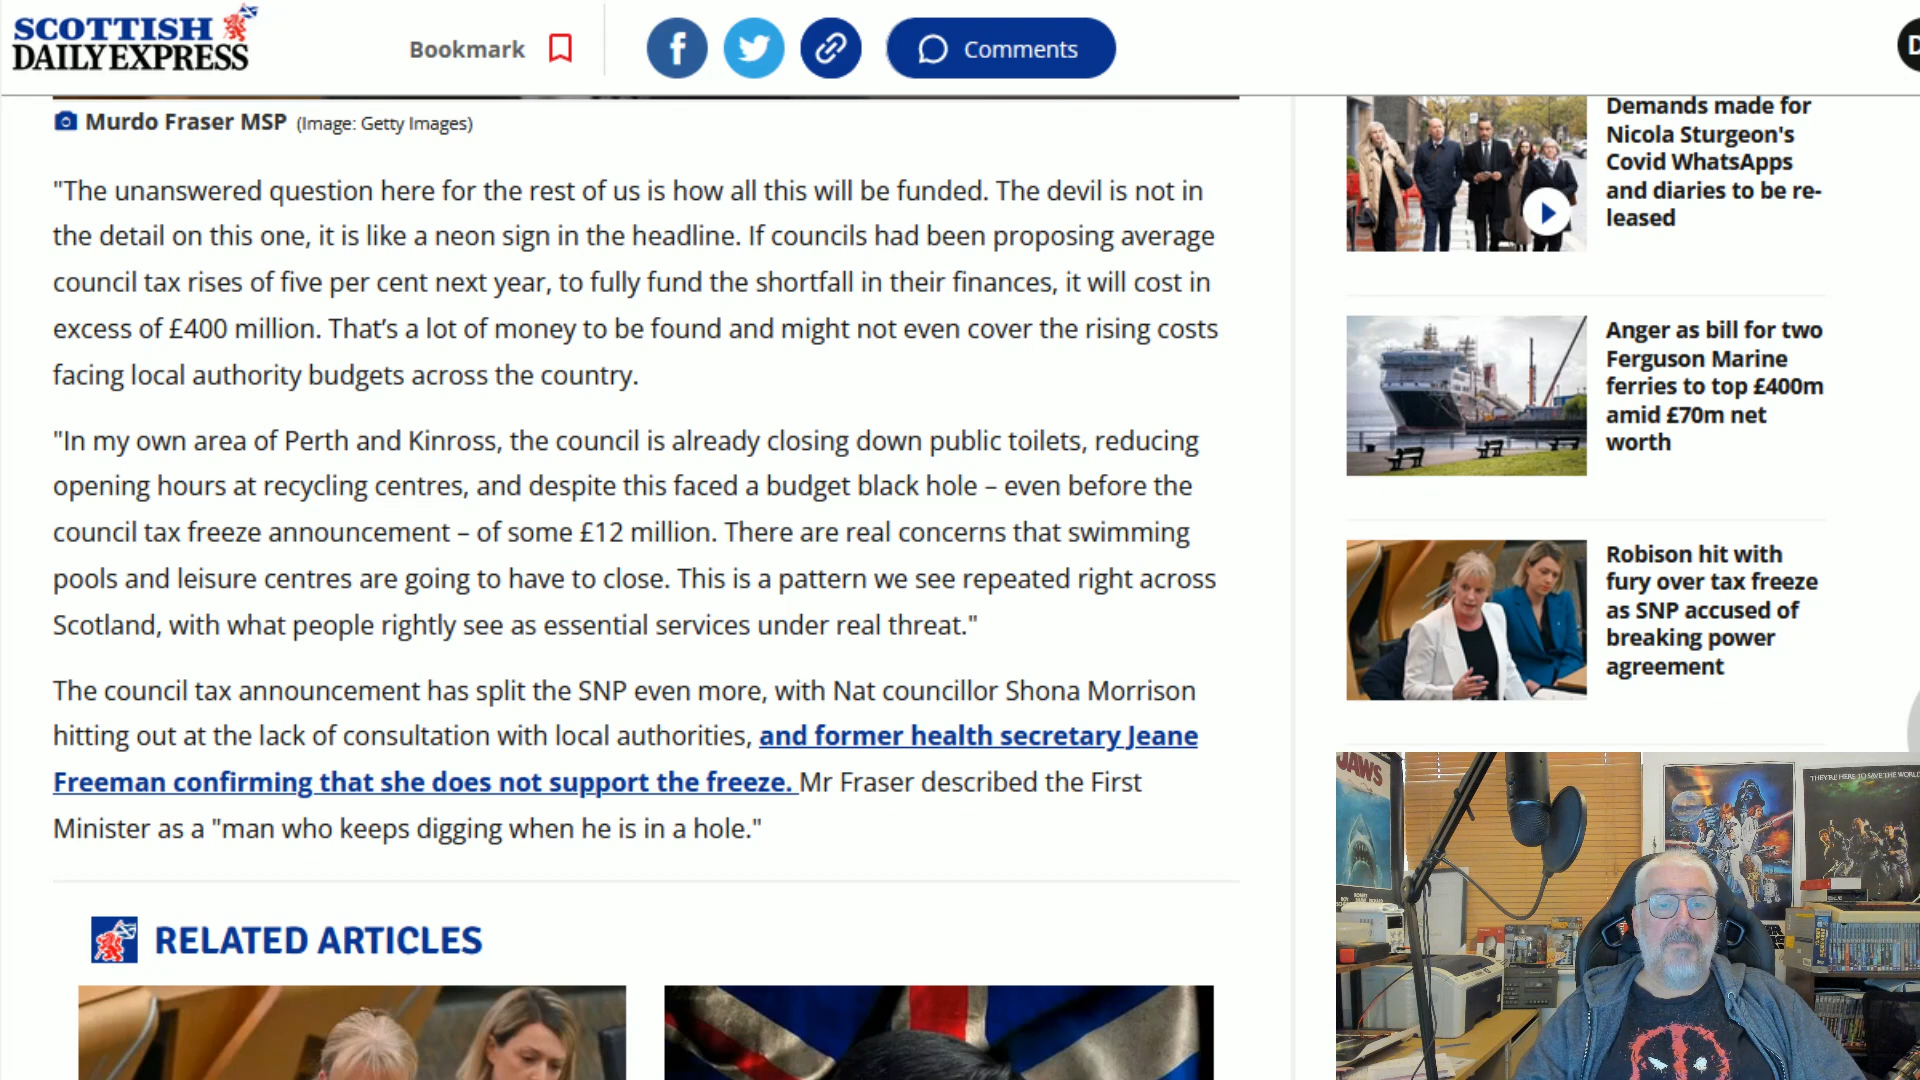 SCOTTISH
DAILY EXPRESS
Bookmark
f
Comments
Murdo Fraser MSP (Image: Getty Images)
"The unanswered question here for the rest of us is how all this will be funded. The devil is not in
the detail on this one, it is like a neon sign in the headline. If councils had been proposing average
council tax rises of five per cent next year, to fully fund the shortfall in their finances, it will cost in
excess of £400 million. That's a lot of money to be found and might not even cover the rising costs
facing local authority budgets across the country.
"In my own area of Perth and Kinross, the council is already closing down public toilets, reducing
opening hours at recycling centres, and despite this faced a budget black hole – even before the
council tax freeze announcement – of some £12 million. There are real concerns that swimming
pools and leisure centres are going to have to close. This is a pattern we see repeated right across
Scotland, with what people rightly see as essential services under real threat."
The council tax announcement has split the SNP even more, with Nat councillor Shona Morrison
hitting out at the lack of consultation with local authorities, and former health secretary Jeane
Freeman confirming that she does not support the freeze. Mr Fraser described the First
Minister as a "man who keeps digging when he is in a hole."
RELATED ARTICLES
Demands made for
Nicola Sturgeon's
Covid WhatsApps
and diaries to be re-
leased
Anger as bill for two
Ferguson Marine
ferries to top £400m
amid £70m net
worth
Robison hit with
fury over tax freeze
as SNP accused of
breaking power
agreement
JAWS
THEY'RE HERE TO SAVE THE WORLD